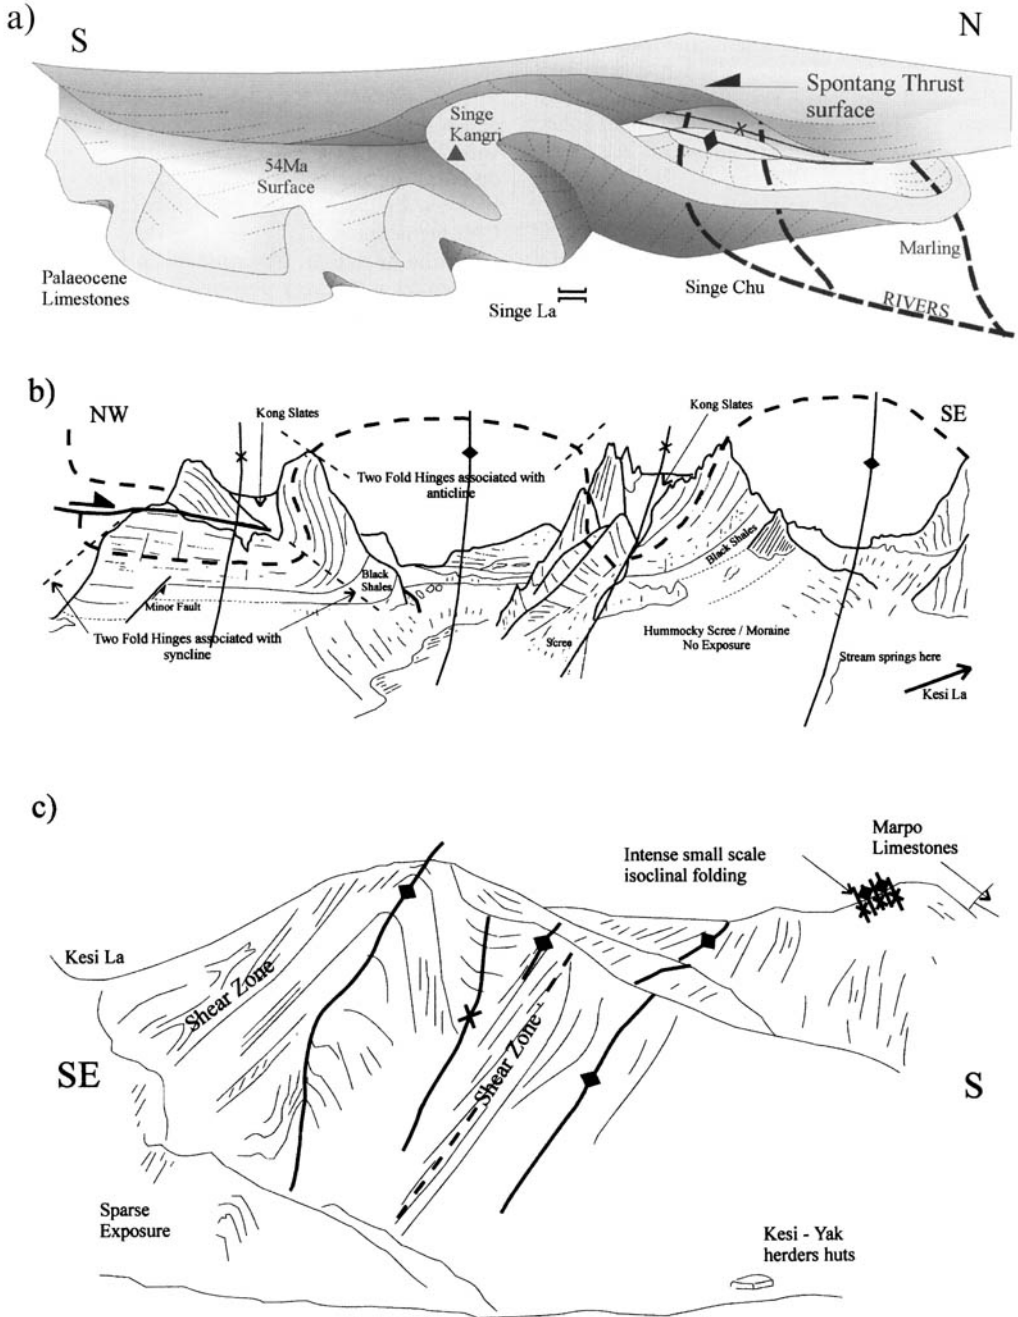 a)
S
N
Spontang Thrust
surface
Singe
Kangri
54Ma
Surface
Palaeocene
Limestones
Marling
Singe Chu
RIVERS
Singe La
b)
NW
Kong Slates
Kong Slates
SE
Two Fold Hinges associated with
anticline
Black Shales
Black
Shales
Minor Fault
Two Fold Hinges associated with
syncline
Scree
Hummocky Scree / Moraine
No Exposure
Stream springs here
Kesi La
c)
Marpo
Limestones
Intense small scale
isoclinal folding
Kesi La
Shear Zone
Shear Zone
SE
S
Sparse
Exposure
Kesi - Yak
herders huts